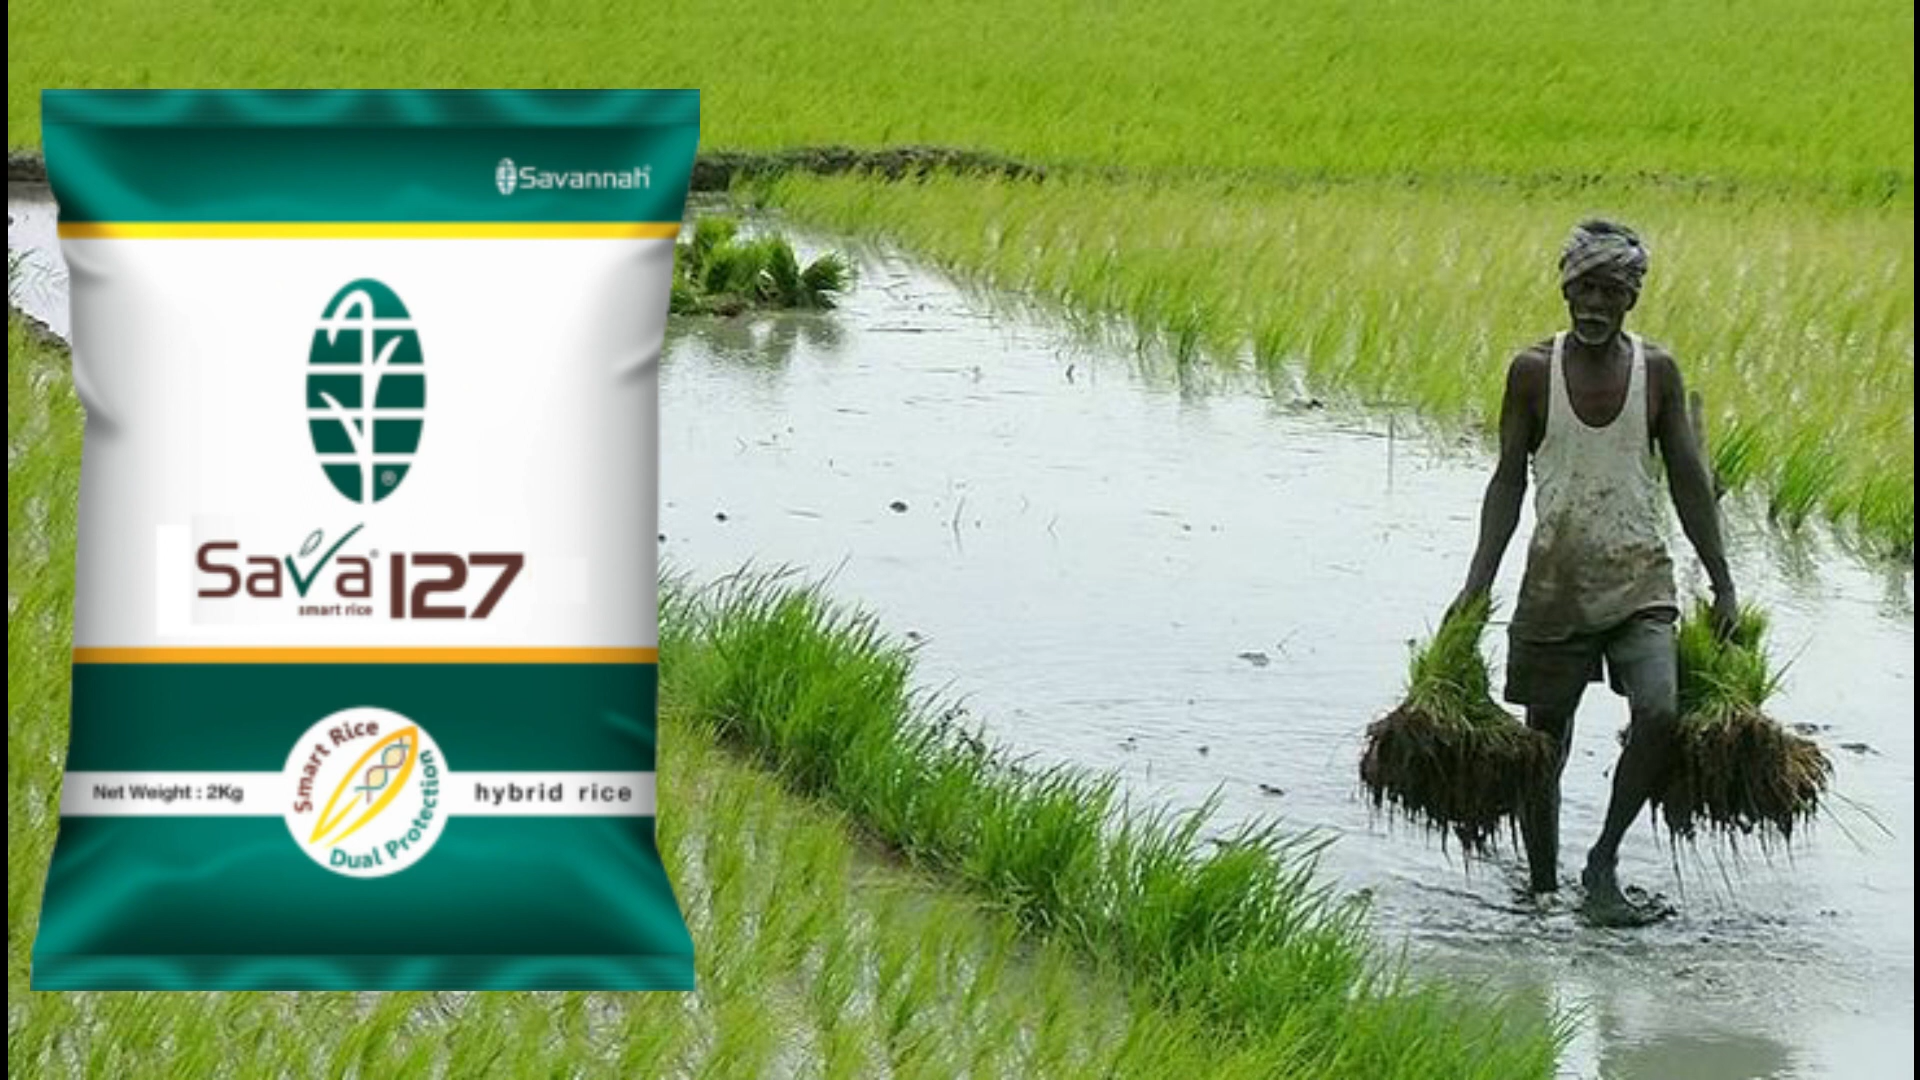 Savannah®
®
Sava® 127
smart rice
Smart Rice
Net Weight : 2Kg
hybrid rice
Dual Protection